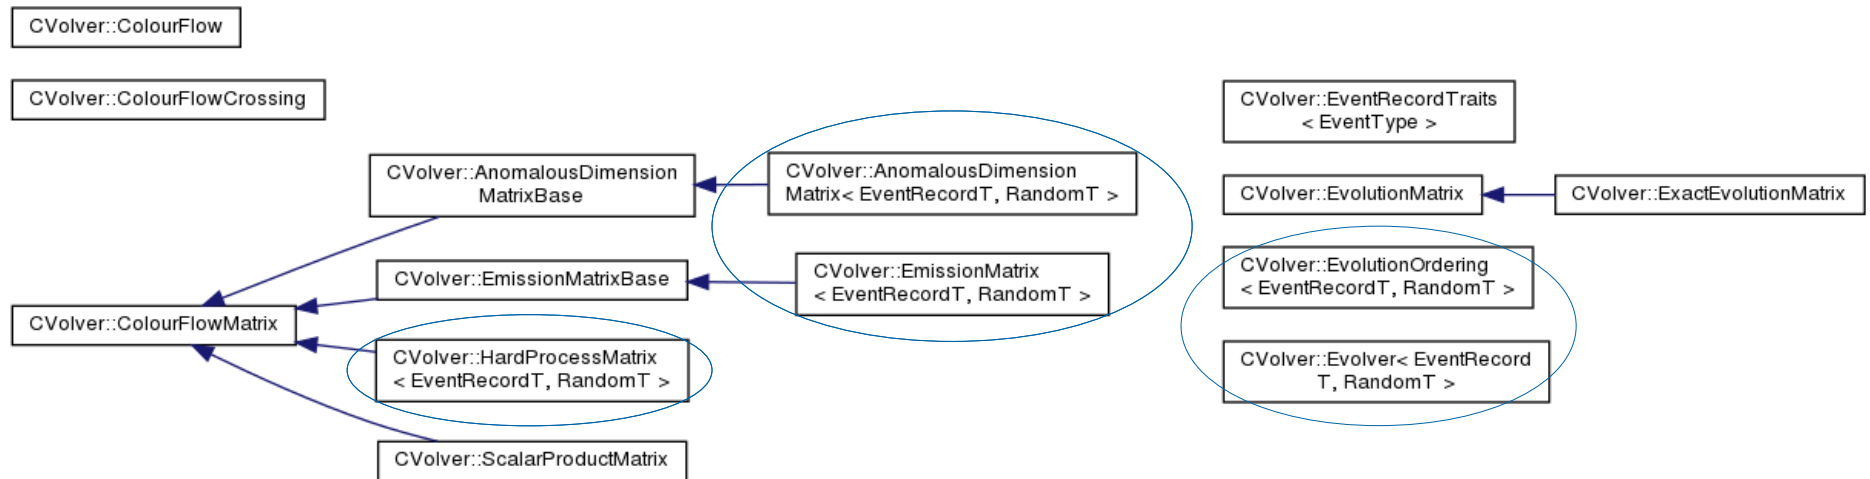 CVolver::ColourFlow
CVolver::ColourFlowCrossing
CVolver::AnomalousDimension
MatrixBase
CVolver::AnomalousDimension
Matrix< EventRecordT, RandomT >
CVolver::EmissionMatrixBase
CVolver::EmissionMatrix
< EventRecordT, RandomT >
CVolver::ColourFlowMatrix
CVolver::HardProcessMatrix
< EventRecordT, RandomT >
CVolver::ScalarProductMatrix
CVolver::EventRecordTraits
< EventType >
CVolver::EvolutionMatrix
CVolver::ExactEvolutionMatrix
CVolver::EvolutionOrdering
< EventRecordT, RandomT >
CVolver::Evolver< EventRecord
T, RandomT >